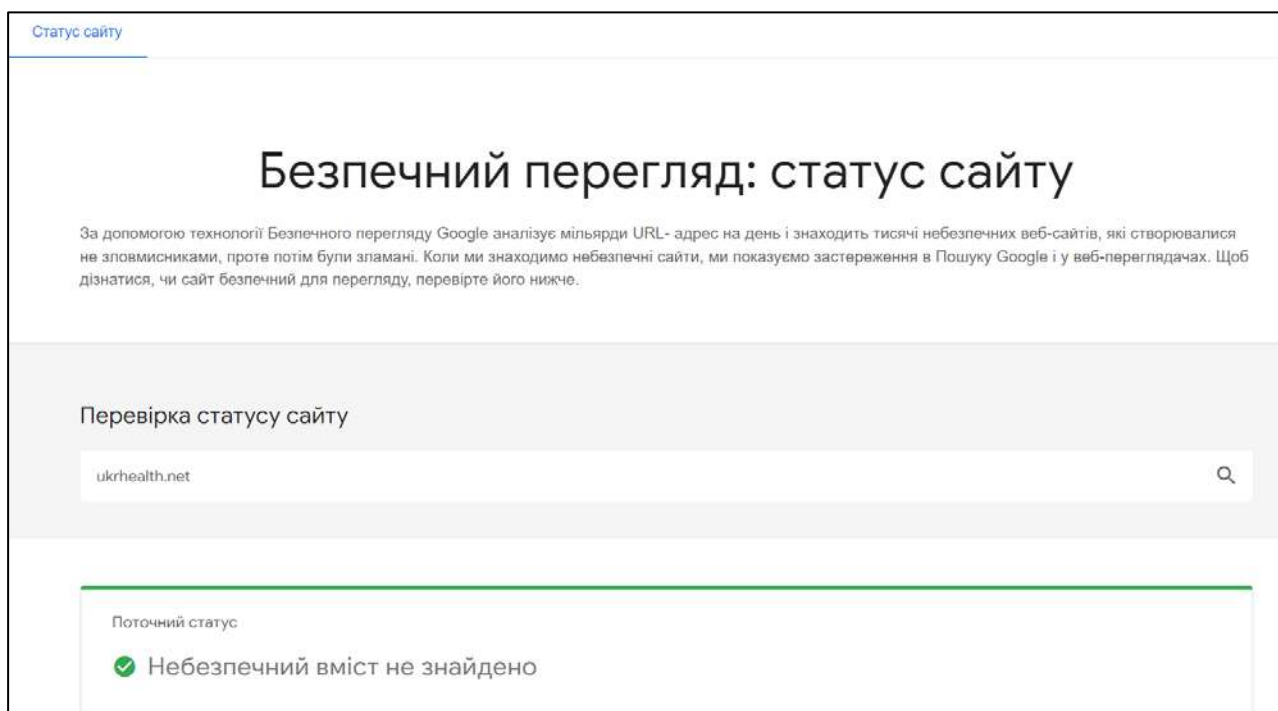 Статус сайту
Безпечний перегляд: статус сайту
За допомогою технології Безпечного перегляду Google аналізує мільярди URL- адрес на день і знаходить тисячі небезпечних веб-сайтів, які створювалися
не зловмисниками, проте потім були зламані. Коли ми знаходимо небезпечні сайти, ми показуємо застереження в Пошуку Google і у веб-переглядачах. Щоб
дізнатися, чи сайт безпечний для перегляду, перевірте його нижче.
Перевірка статусу сайту
ukrhealth.net
Поточний статус
Небезпечний вміст не знайдено